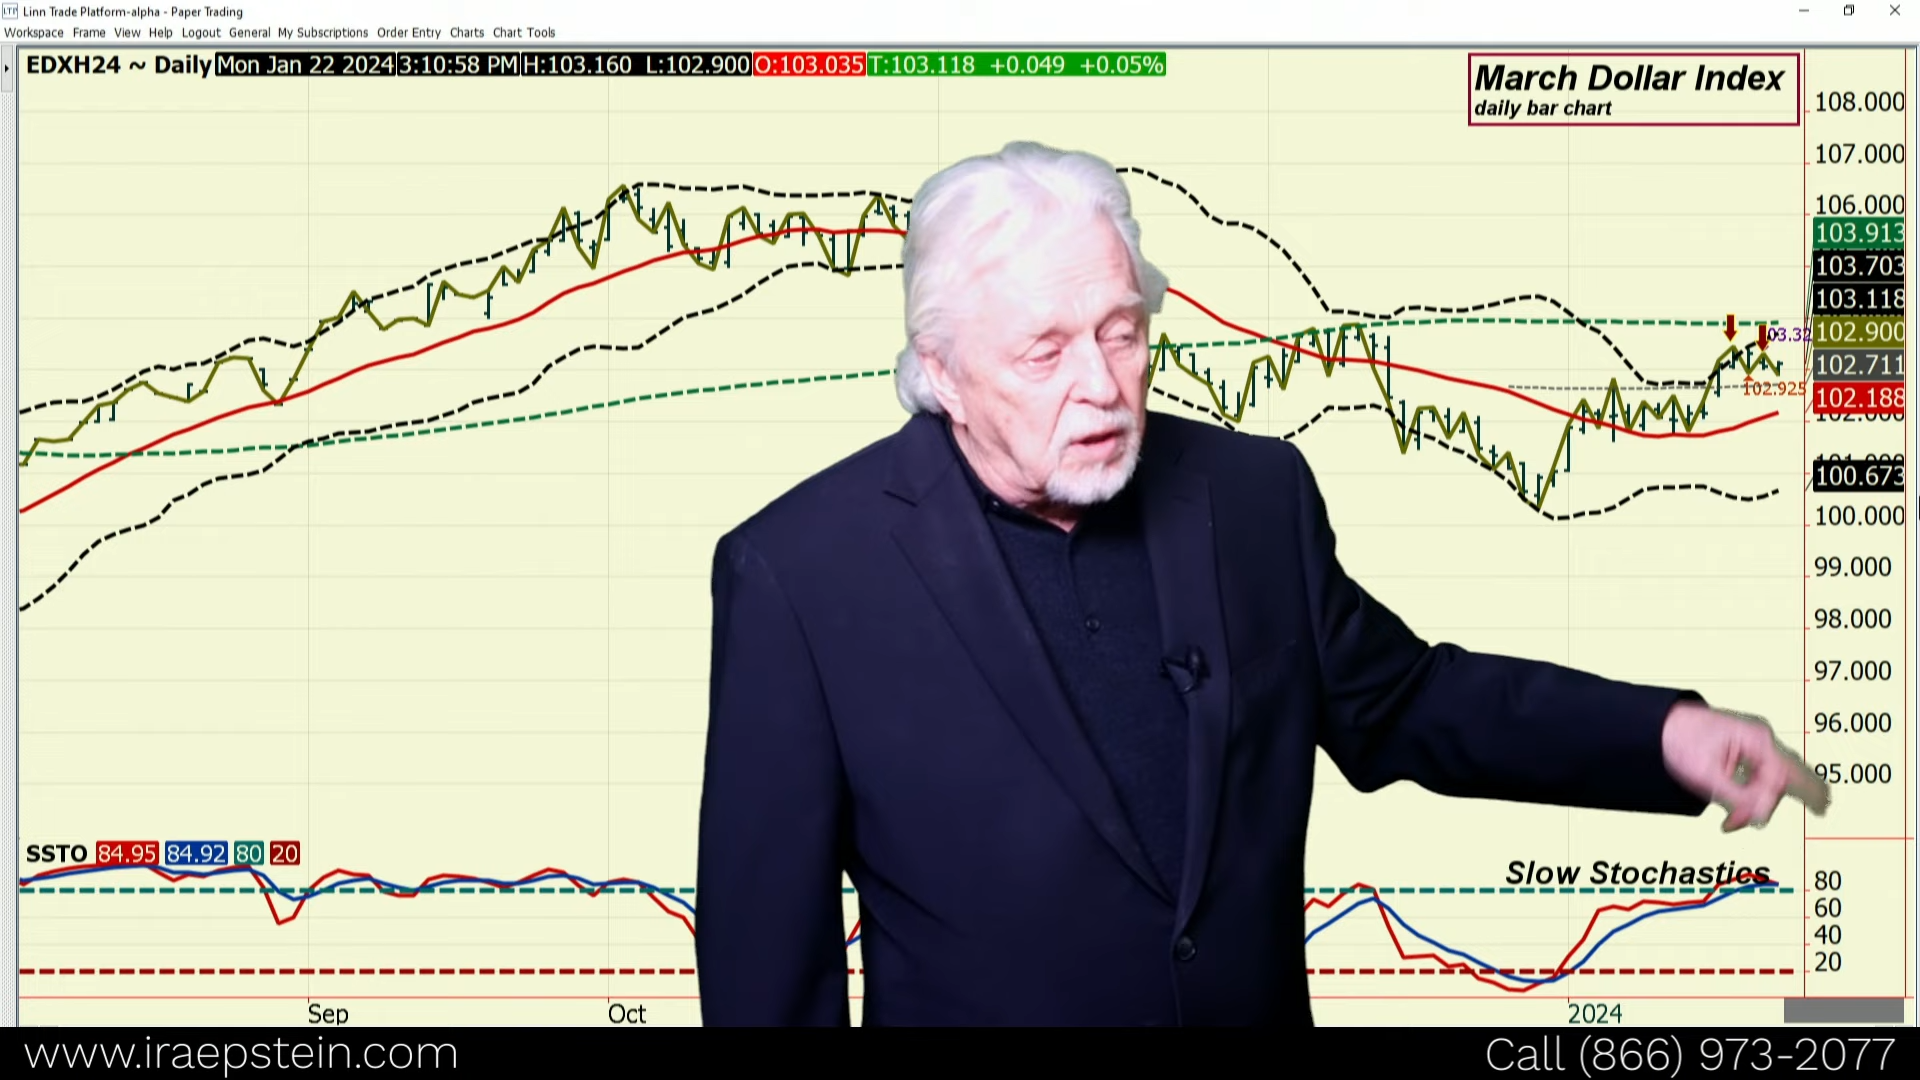 Linn Trade Platform-alpha - Paper Trading
Workspace Frame View Help Logout General My Subscriptions Order Entry Charts Chart Tools
EDXH24 ~ Daily Mon Jan 22 2024 3:10:58 PM H:103.160 L:102.900 O:103.035 T:103.118 +0.049 +0.05%
March Dollar Index
daily bar chart
108.000
107.000
106.000
103.913
103.703
103.118
102.900
102.711
102.925
102.188
102.000
100.673
100.000
99.000
98.000
97.000
96.000
95.000
SSTO 84.95 84.92 80 20
Slow Stochastics
80
60
40
20
Sep Oct 2024
www.iraepstein.com Call (866) 973-2077